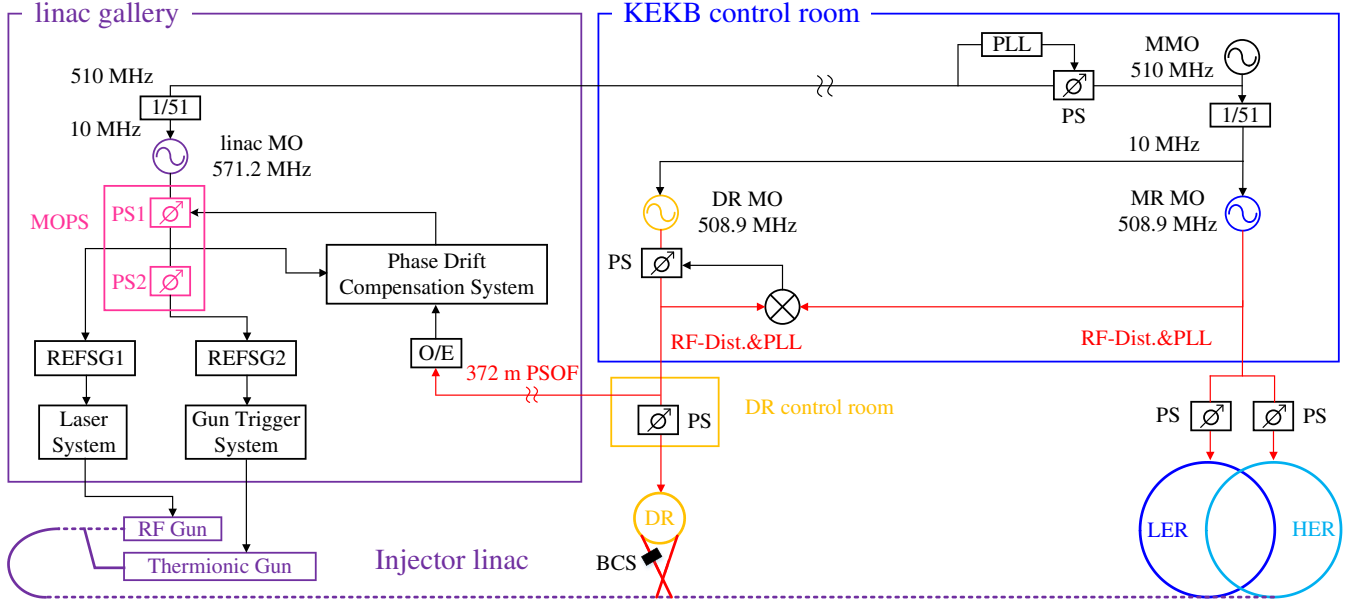 linac gallery
KEKB control room
PLL
MMO
510 MHz
PS
1/51
10 MHz
510 MHz
1/51
10 MHz
linac MO
571.2 MHz
MOPS
PS1
PS2
Phase Drift
Compensation System
DR MO
508.9 MHz
PS
MR MO
508.9 MHz
RF-Dist.&PLL
RF-Dist.&PLL
REFSG1
REFSG2
O/E
372 m PSOF
Laser
System
Gun Trigger
System
PS
DR control room
PS
PS
RF Gun
Thermionic Gun
Injector linac
DR
BCS
LER
HER